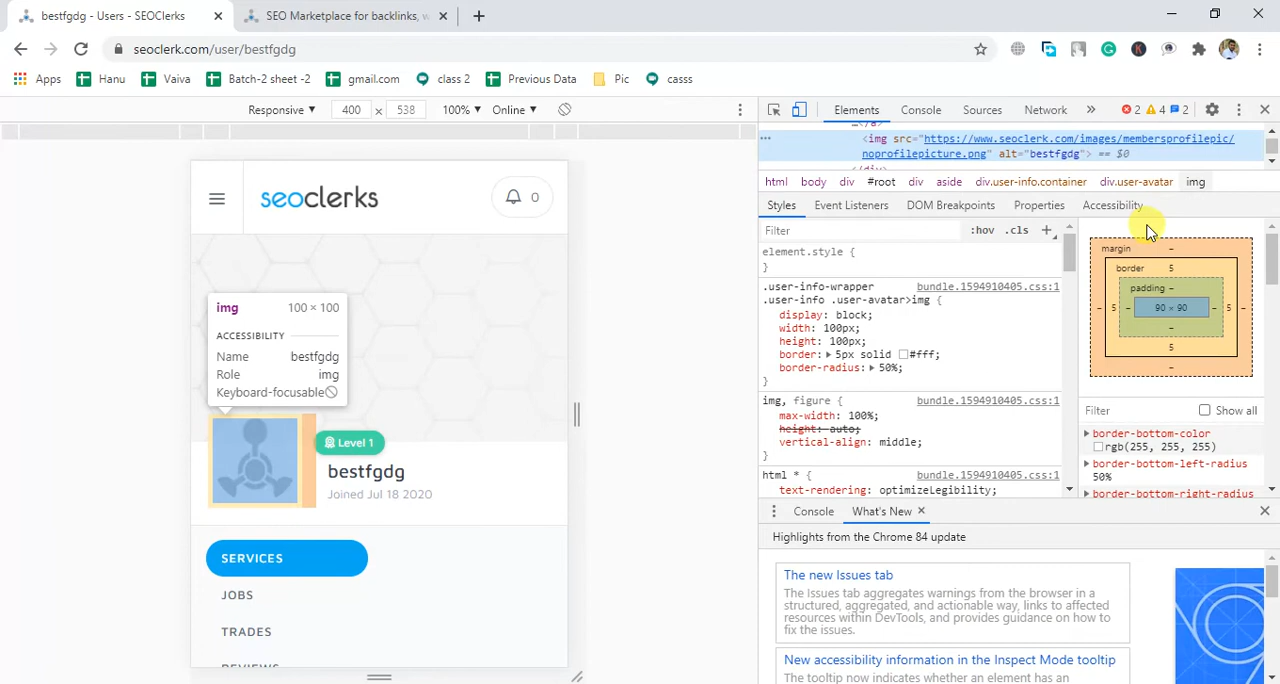 bestfgdg - Users - SEOClerks
SEO Marketplace for backlinks, w
seoclerk.com/user/bestfgdg
Apps Hanu Vaiva Batch-2 sheet -2 gmail.com class 2 Previous Data Pic casss
Responsive ▼ 400 × 538 100% ▼ Online ▼
Elements Console Sources Network » 2 4 2
</a>
<img src="https://www.seoclerk.com/images/membersprofilepic/
noprofilepicture.png" alt="bestfgdg"> == $0
</div>
html body div #root div aside div.user-info.container div.user-avatar img
Styles Event Listeners DOM Breakpoints Properties Accessibility
Filter :hov .cls +
element.style {
}
.user-info-wrapper bundle.1594910405.css:1
.user-info .user-avatar>img {
display: block;
width: 100px;
height: 100px;
border: 5px solid #fff;
border-radius: 50%;
}
img, figure { bundle.1594910405.css:1
max-width: 100%;
height: auto;
vertical-align: middle;
}
html * { bundle.1594910405.css:1
text-rendering: optimizeLegibility;
margin –
border 5
padding –
– 5 – 90 × 90 – 5 –
–
5
–
Filter Show all
border-bottom-color
rgb(255, 255, 255)
border-bottom-left-radius
50%
border-bottom-right-radius
Console What's New ×
Highlights from the Chrome 84 update
The new Issues tab
The Issues tab aggregates warnings from the browser in a
structured, aggregated, and actionable way, links to affected
resources within DevTools, and provides guidance on how to
fix the issues.
New accessibility information in the Inspect Mode tooltip
The tooltip now indicates whether an element has an
seoclerks
0
img 100 × 100
ACCESSIBILITY
Name bestfgdg
Role img
Keyboard-focusable
Level 1
bestfgdg
Joined Jul 18 2020
SERVICES
JOBS
TRADES
REVIEWS